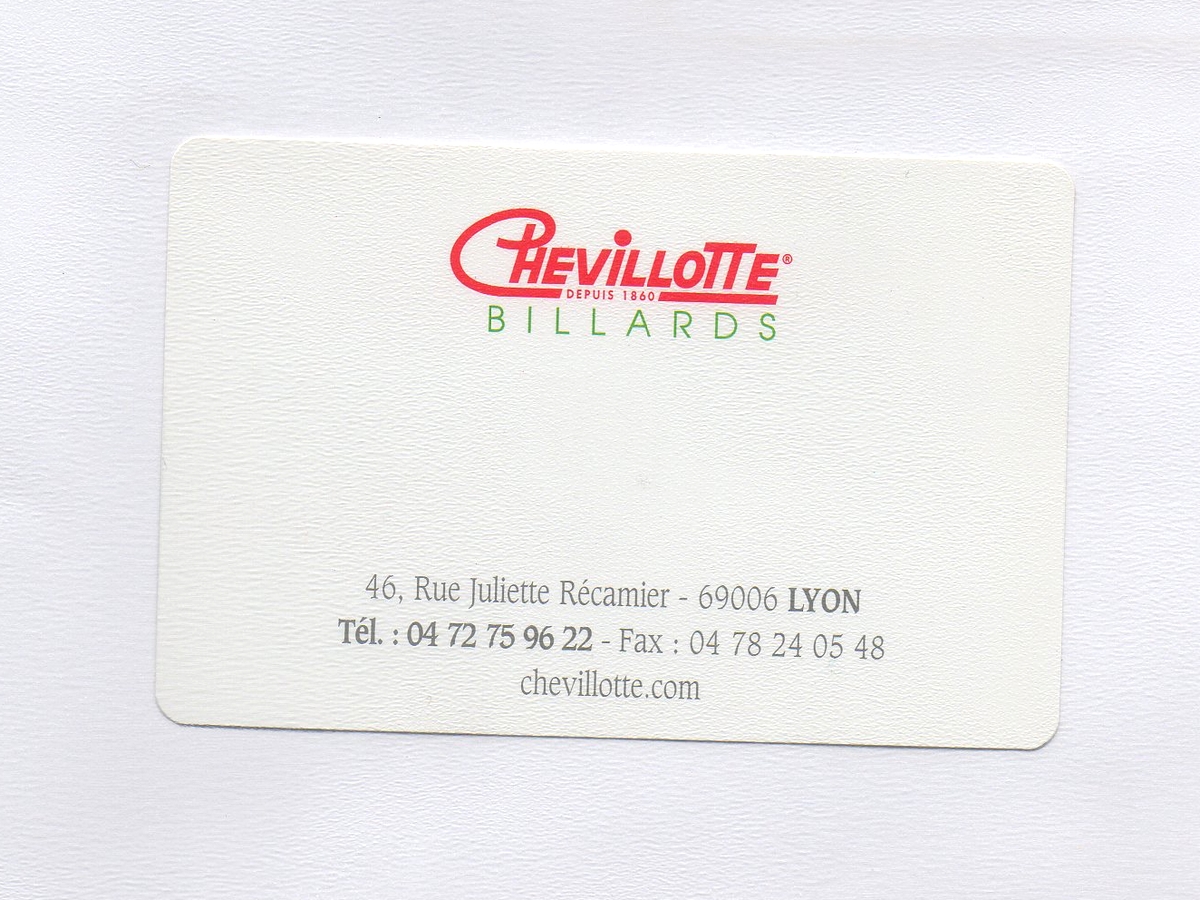 CHEVILLOTTE®
DEPUIS 1860
BILLARDS
46, Rue Juliette Récamier - 69006 LYON
Tél. : 04 72 75 96 22 - Fax : 04 78 24 05 48
chevillotte.com